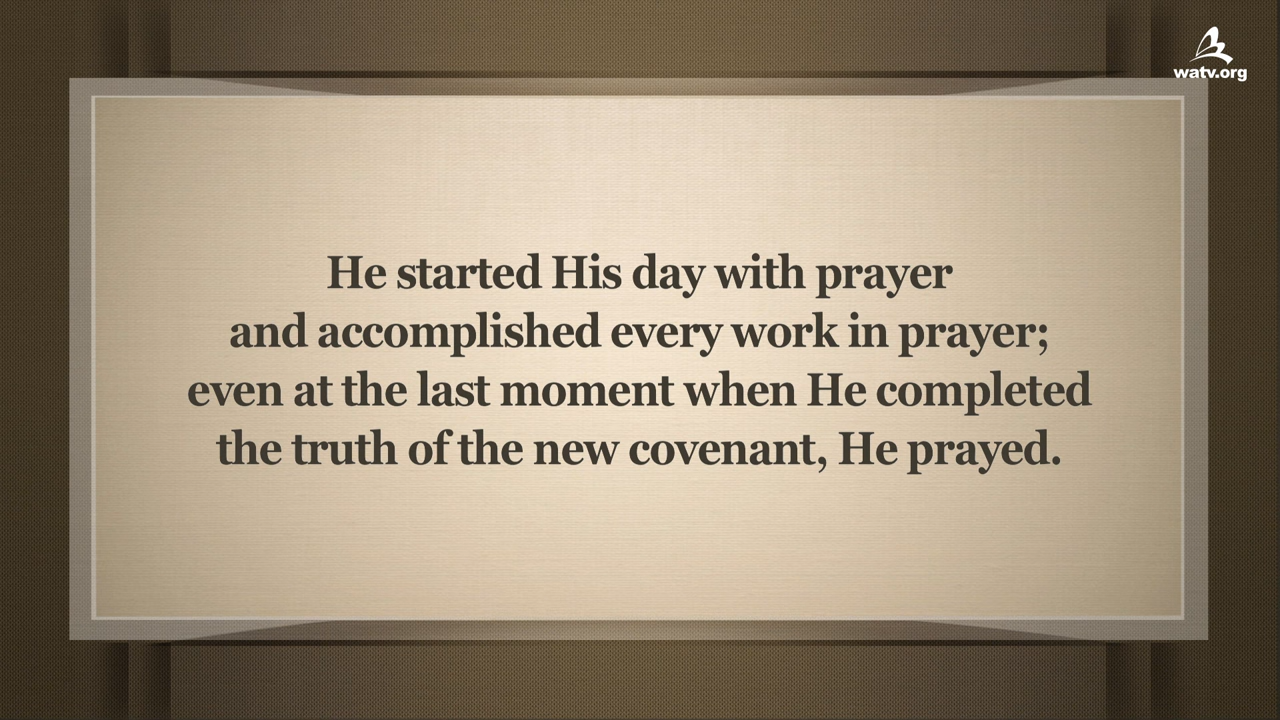 watv.org
He started His day with prayer
and accomplished every work in prayer;
even at the last moment when He completed
the truth of the new covenant, He prayed.